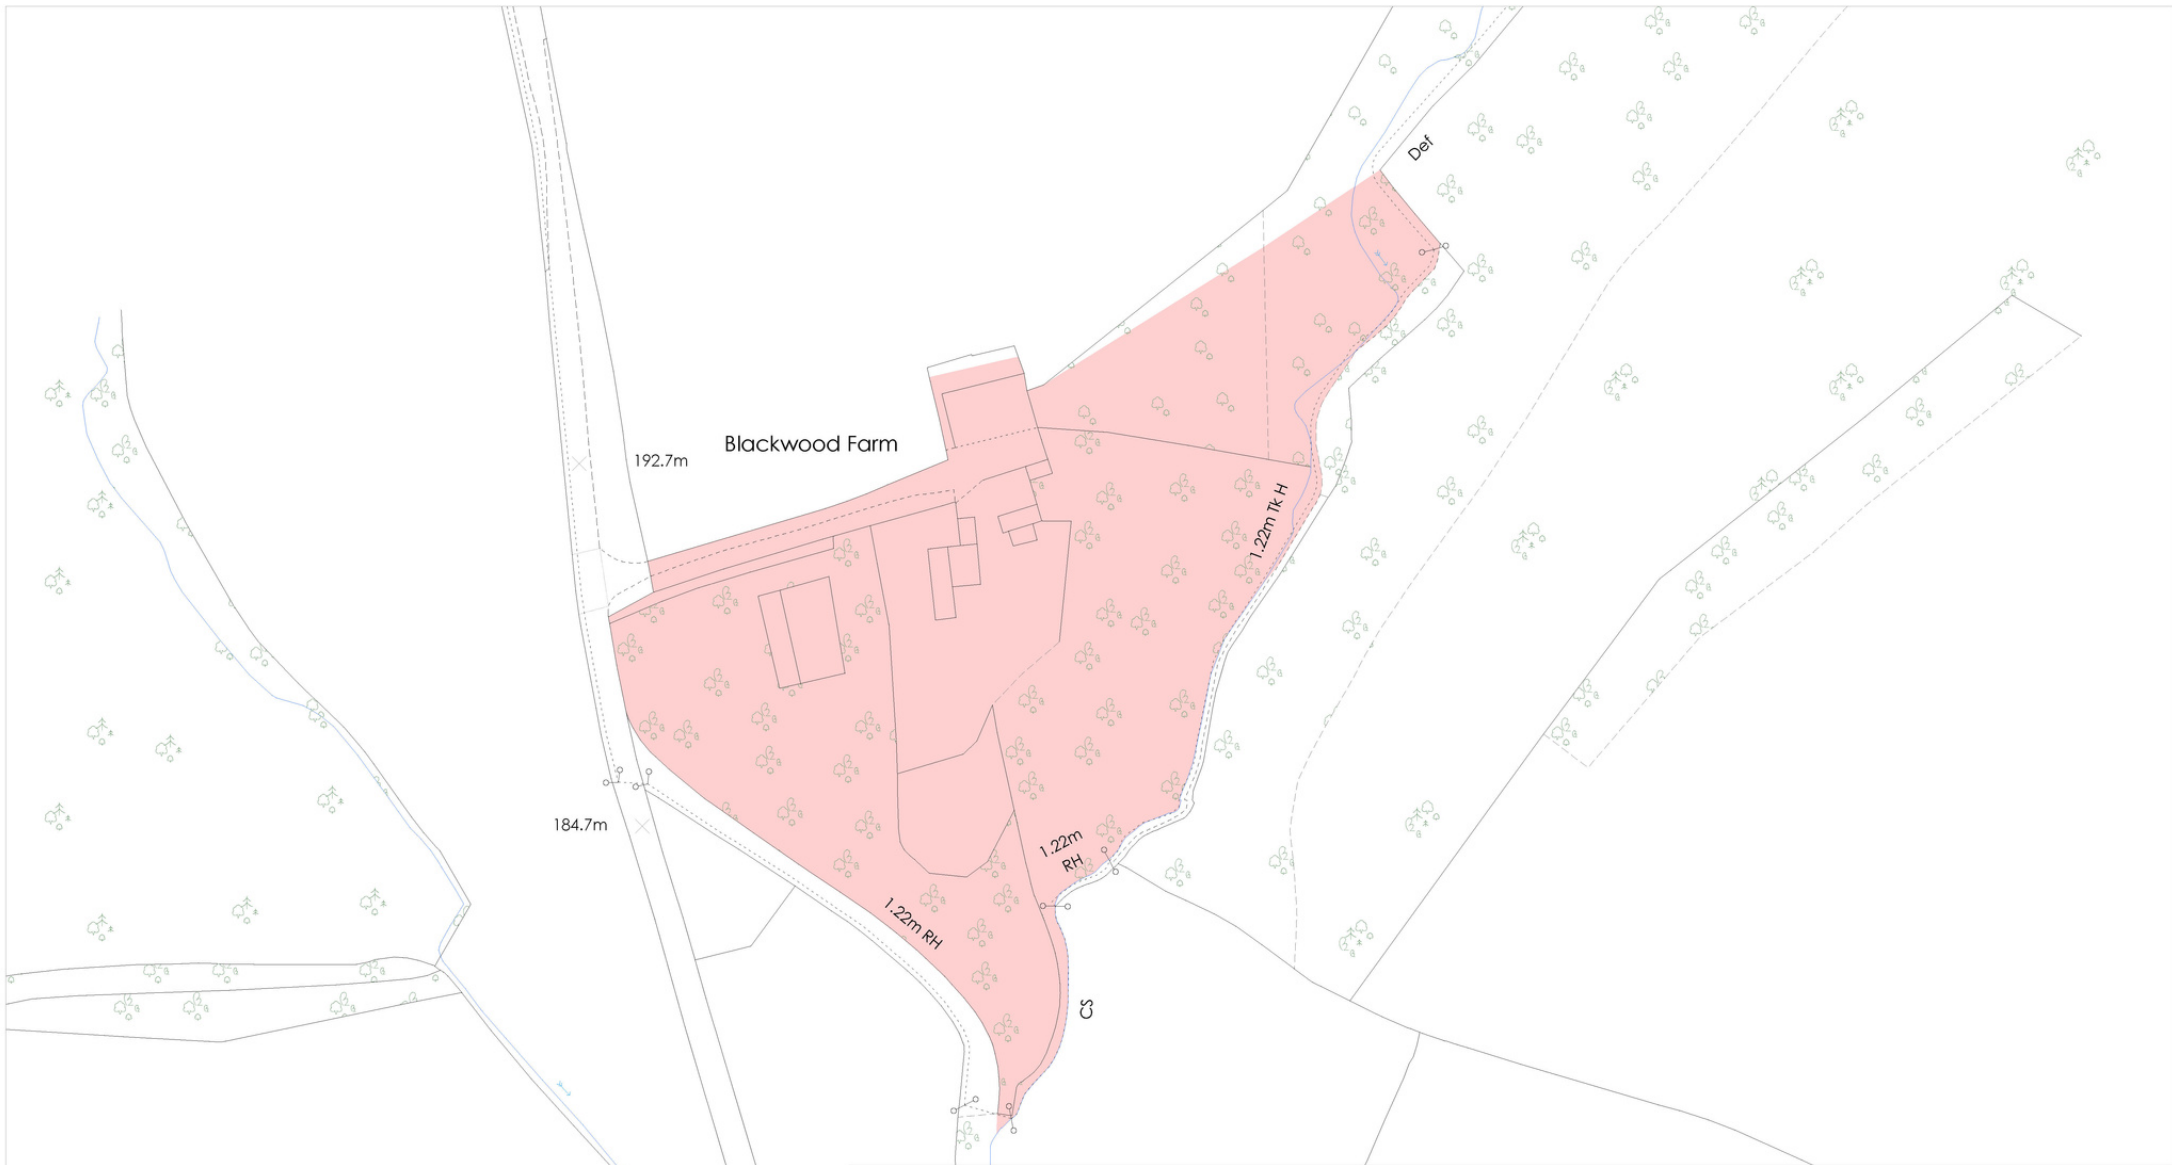 Def
Blackwood Farm
192.7m
1.22m Tk H
184.7m
1.22m
RH
1.22m RH
CS